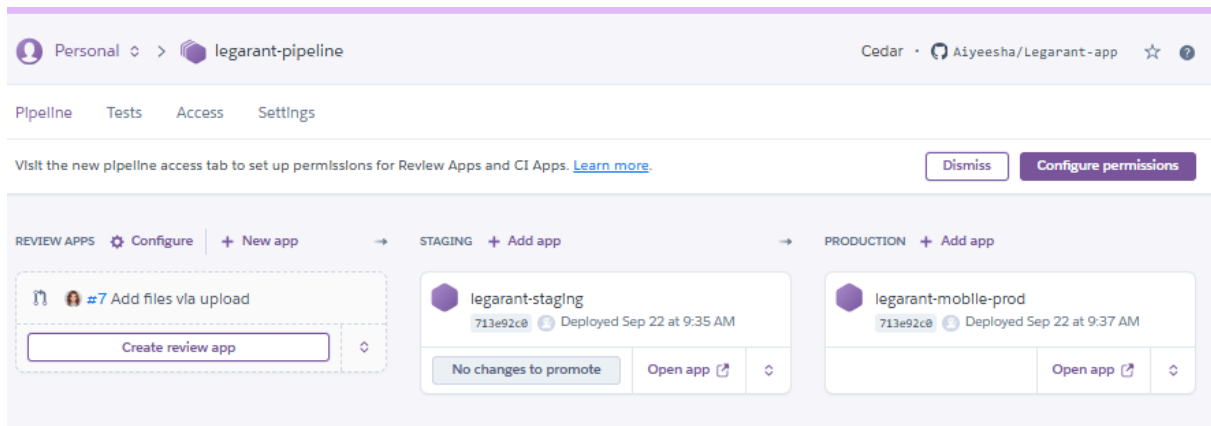 Personal > legarant-pipeline
Cedar · Aiyeesha/Legarant-app
Pipeline Tests Access Settings
Visit the new pipeline access tab to set up permissions for Review Apps and CI Apps. Learn more.
Dismiss
Configure permissions
REVIEW APPS Configure + New app →
#7 Add files via upload
Create review app
STAGING + Add app →
legarant-staging
713e92c0 Deployed Sep 22 at 9:35 AM
No changes to promote
Open app
PRODUCTION + Add app
legarant-mobile-prod
713e92c0 Deployed Sep 22 at 9:37 AM
Open app